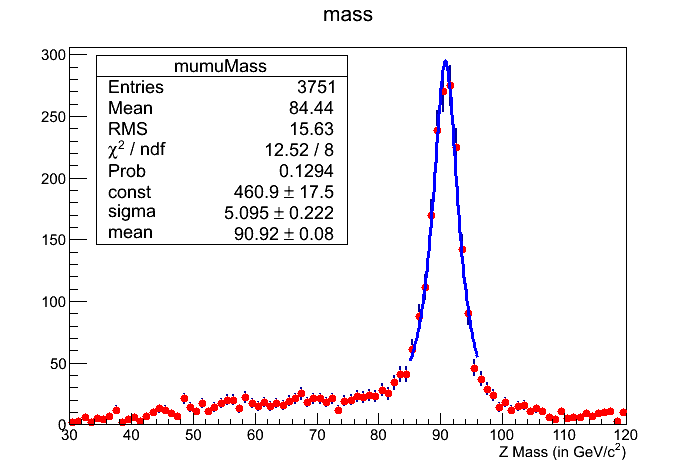 mass
mumuMass
Entries 3751
Mean 84.44
RMS 15.63
χ² / ndf 12.52 / 8
Prob 0.1294
const 460.9 ± 17.5
sigma 5.095 ± 0.222
mean 90.92 ± 0.08
300
250
200
150
100
50
0
30 40 50 60 70 80 90 100 110 120
Z Mass (in GeV/c²)